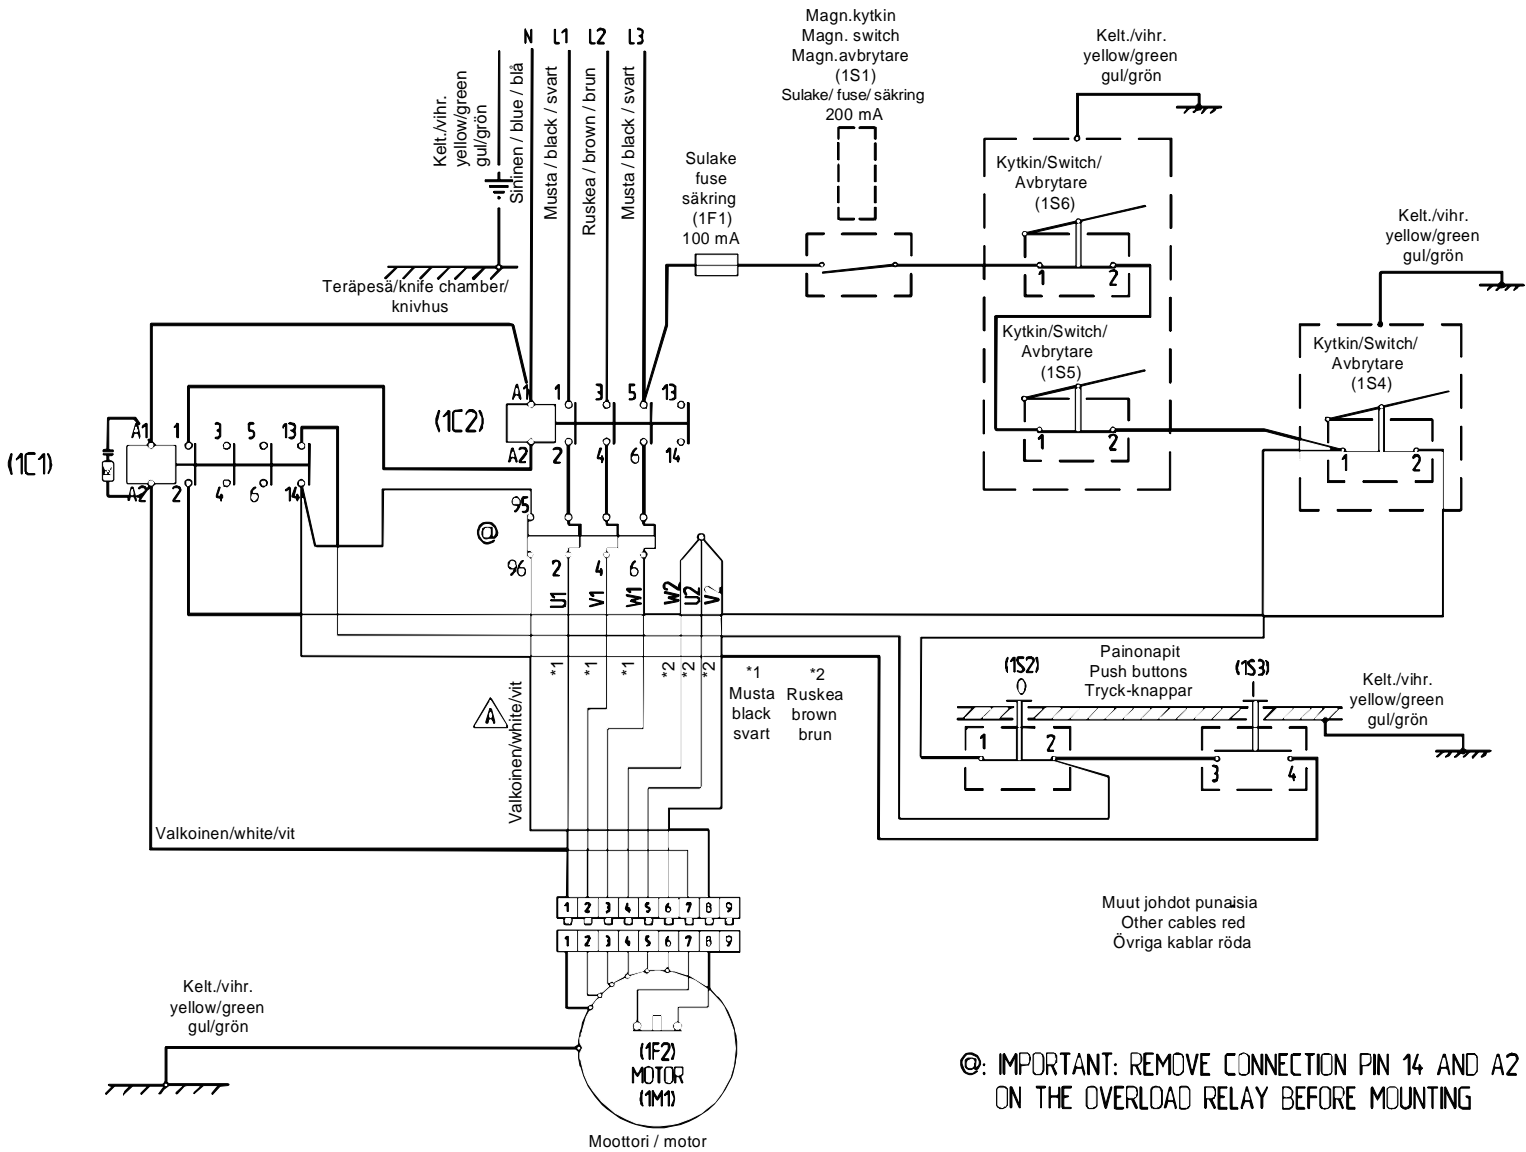 Magn.kytkin
Magn. switch
Magn.avbrytare
(1S1)
Sulake/ fuse/ säkring
200 mA
Kelt./vihr.
yellow/green
gul/grön
N L1 L2 L3
Kelt./vihr.
yellow/green
gul/grön
Sininen / blue / blå
Musta / black / svart
Ruskea / brown / brun
Musta / black / svart
Sulake
fuse
säkring
(1F1)
100 mA
Kytkin/Switch/
Avbrytare
(1S6)
1 2
Kelt./vihr.
yellow/green
gul/grön
Teräpesä/knife chamber/
knivhus
Kytkin/Switch/
Avbrytare
(1S5)
1 2
Kytkin/Switch/
Avbrytare
(1S4)
1 2
(1C2)
A1 1 3 5 13
A2 2 4 6 14
(1C1)
A1 1 3 5 13
A2 2 4 6 14
@
95
96 2 4 6
U1 V1 W1 W2 U2 V2
*1 *1 *1 *2 *2 *2
*1
Musta
black
svart
*2
Ruskea
brown
brun
A
Valkoinen/white/vit
Painonapit
Push buttons
Tryck-knappar
(1S2)
0
(1S3)
I
1 2
3 4
Kelt./vihr.
yellow/green
gul/grön
Valkoinen/white/vit
1 2 3 4 5 6 7 8 9
1 2 3 4 5 6 7 8 9
Muut johdot punaisia
Other cables red
Övriga kablar röda
Kelt./vihr.
yellow/green
gul/grön
(1F2)
MOTOR
(1M1)
Moottori / motor
@: IMPORTANT: REMOVE CONNECTION PIN 14 AND A2
ON THE OVERLOAD RELAY BEFORE MOUNTING